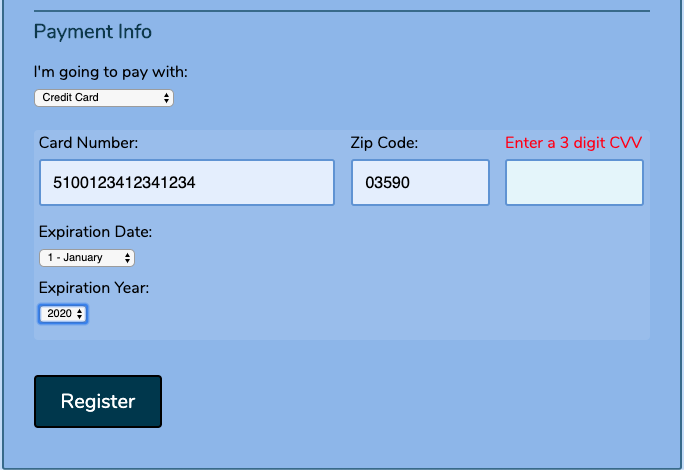 Payment Info
I'm going to pay with:
Credit Card
Card Number: Zip Code: Enter a 3 digit CVV
5100123412341234 03590
Expiration Date:
1 - January
Expiration Year:
2020
Register